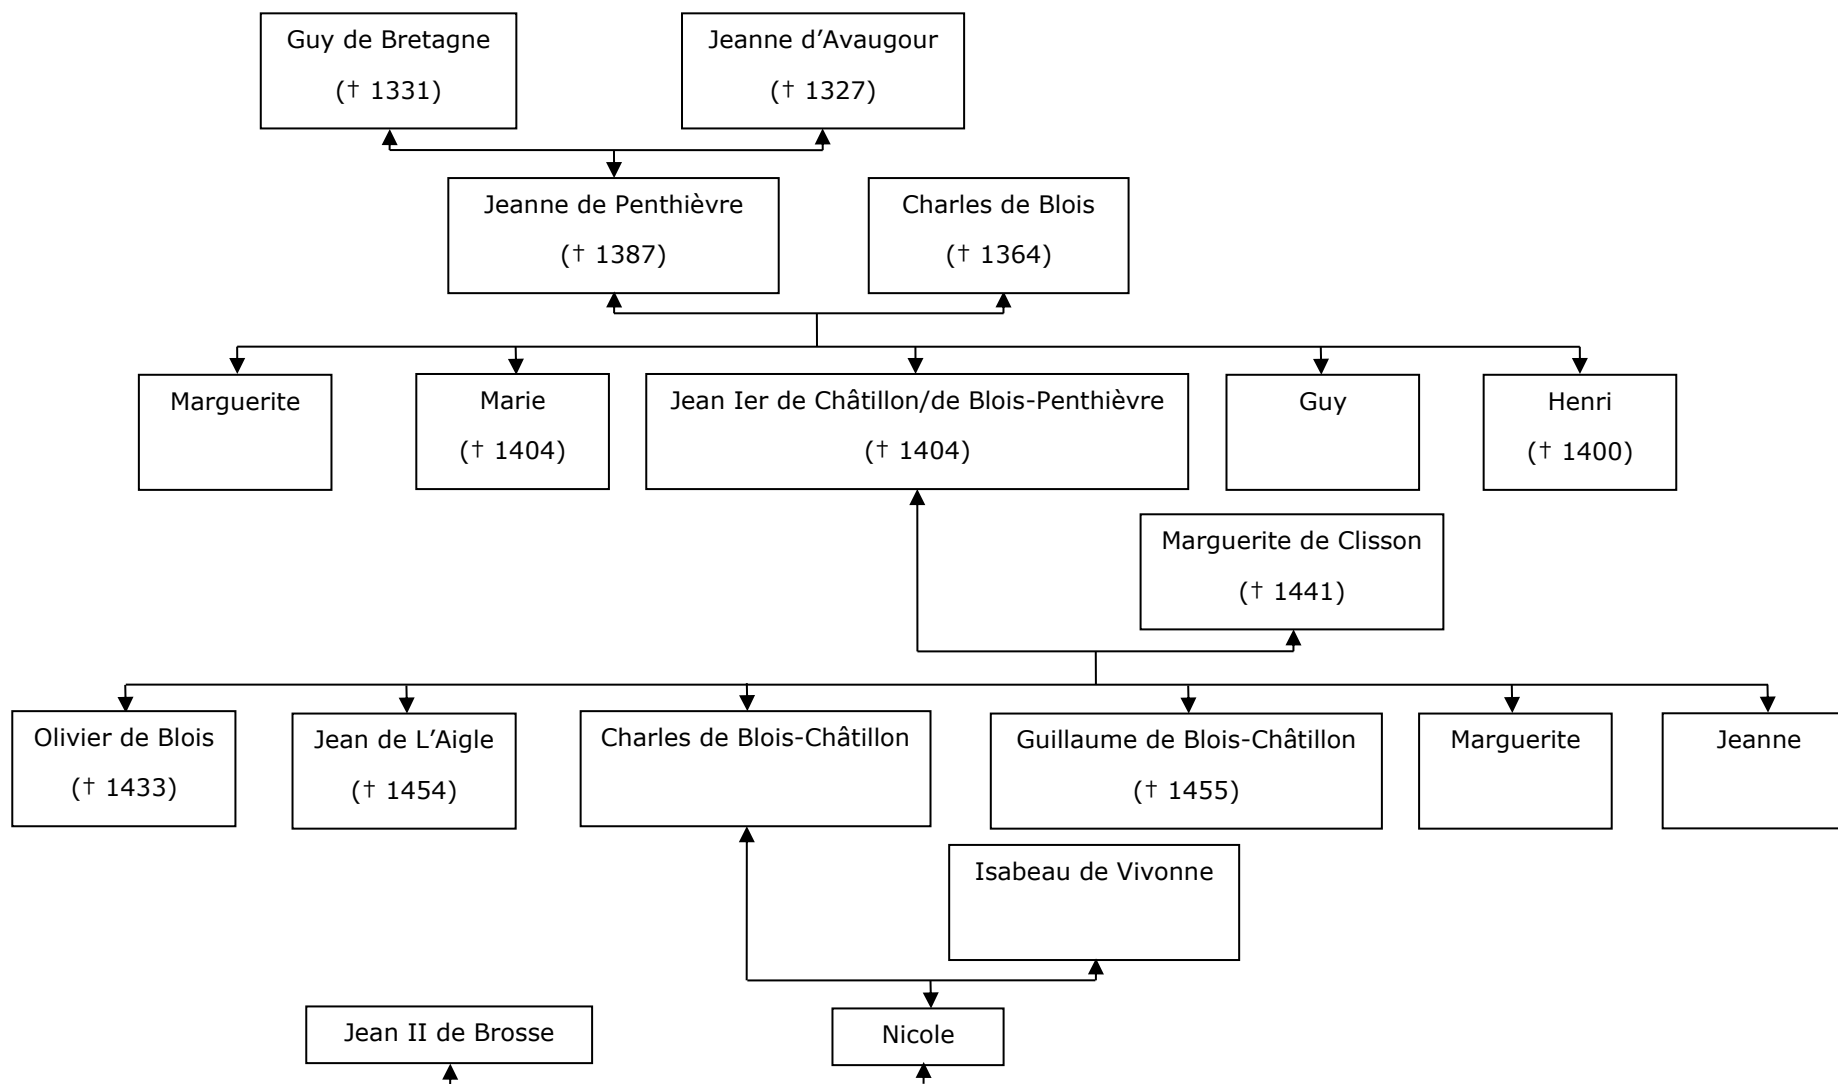 Guy de Bretagne
(† 1331)
Jeanne d’Avaugour
(† 1327)
Jeanne de Penthièvre
(† 1387)
Charles de Blois
(† 1364)
Marguerite
Marie
(† 1404)
Jean Ier de Châtillon/de Blois-Penthièvre
(† 1404)
Guy
Henri
(† 1400)
Marguerite de Clisson
(† 1441)
Olivier de Blois
(† 1433)
Jean de L’Aigle
(† 1454)
Charles de Blois-Châtillon
Guillaume de Blois-Châtillon
(† 1455)
Marguerite
Jeanne
Isabeau de Vivonne
Jean II de Brosse
Nicole